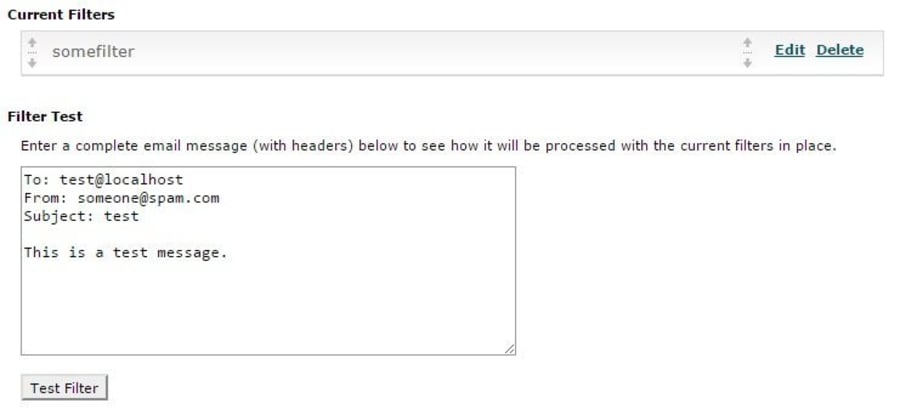 Current Filters
somefilter Edit Delete
Filter Test
Enter a complete email message (with headers) below to see how it will be processed with the current filters in place.
To: test@localhost
From: someone@spam.com
Subject: test
This is a test message.
Test Filter